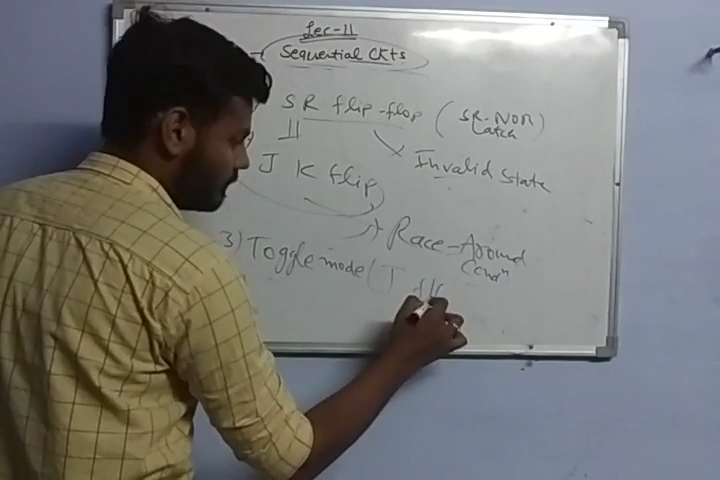 Lec-11
Sequential CKts
SR flip-flop (SR-NOR Latch)
Invalid State
JK flip
Race-Around Condn
3) Toggle mode (T